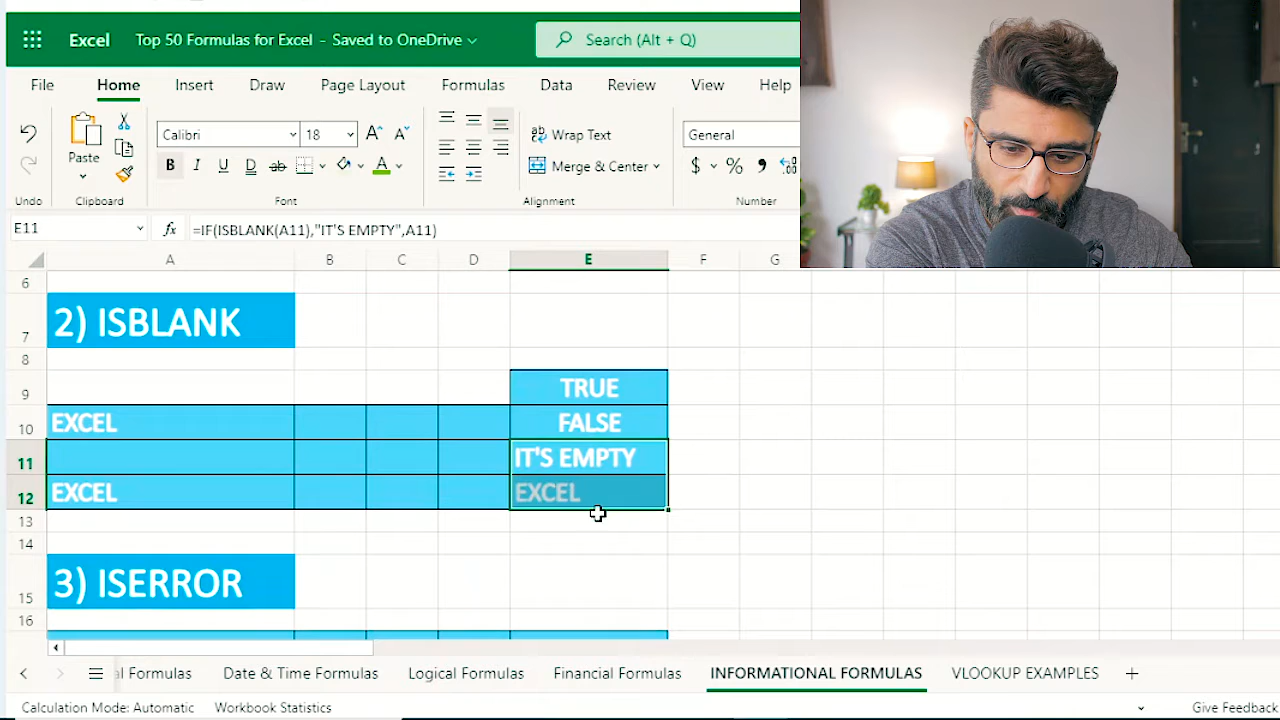 Excel Top 50 Formulas for Excel - Saved to OneDrive Search (Alt + Q)
File Home Insert Draw Page Layout Formulas Data Review View Help
Calibri 18 Wrap Text General
Paste B I U D ab A Merge & Center $ % ,
Undo Clipboard Font Alignment Number
E11 fx =IF(ISBLANK(A11),"IT'S EMPTY",A11)
A B C D E F G
6
7 2) ISBLANK
8
9 TRUE
10 EXCEL FALSE
11 IT'S EMPTY
12 EXCEL EXCEL
13
14
15 3) ISERROR
16
al Formulas Date & Time Formulas Logical Formulas Financial Formulas INFORMATIONAL FORMULAS VLOOKUP EXAMPLES +
Calculation Mode: Automatic Workbook Statistics Give Feedback